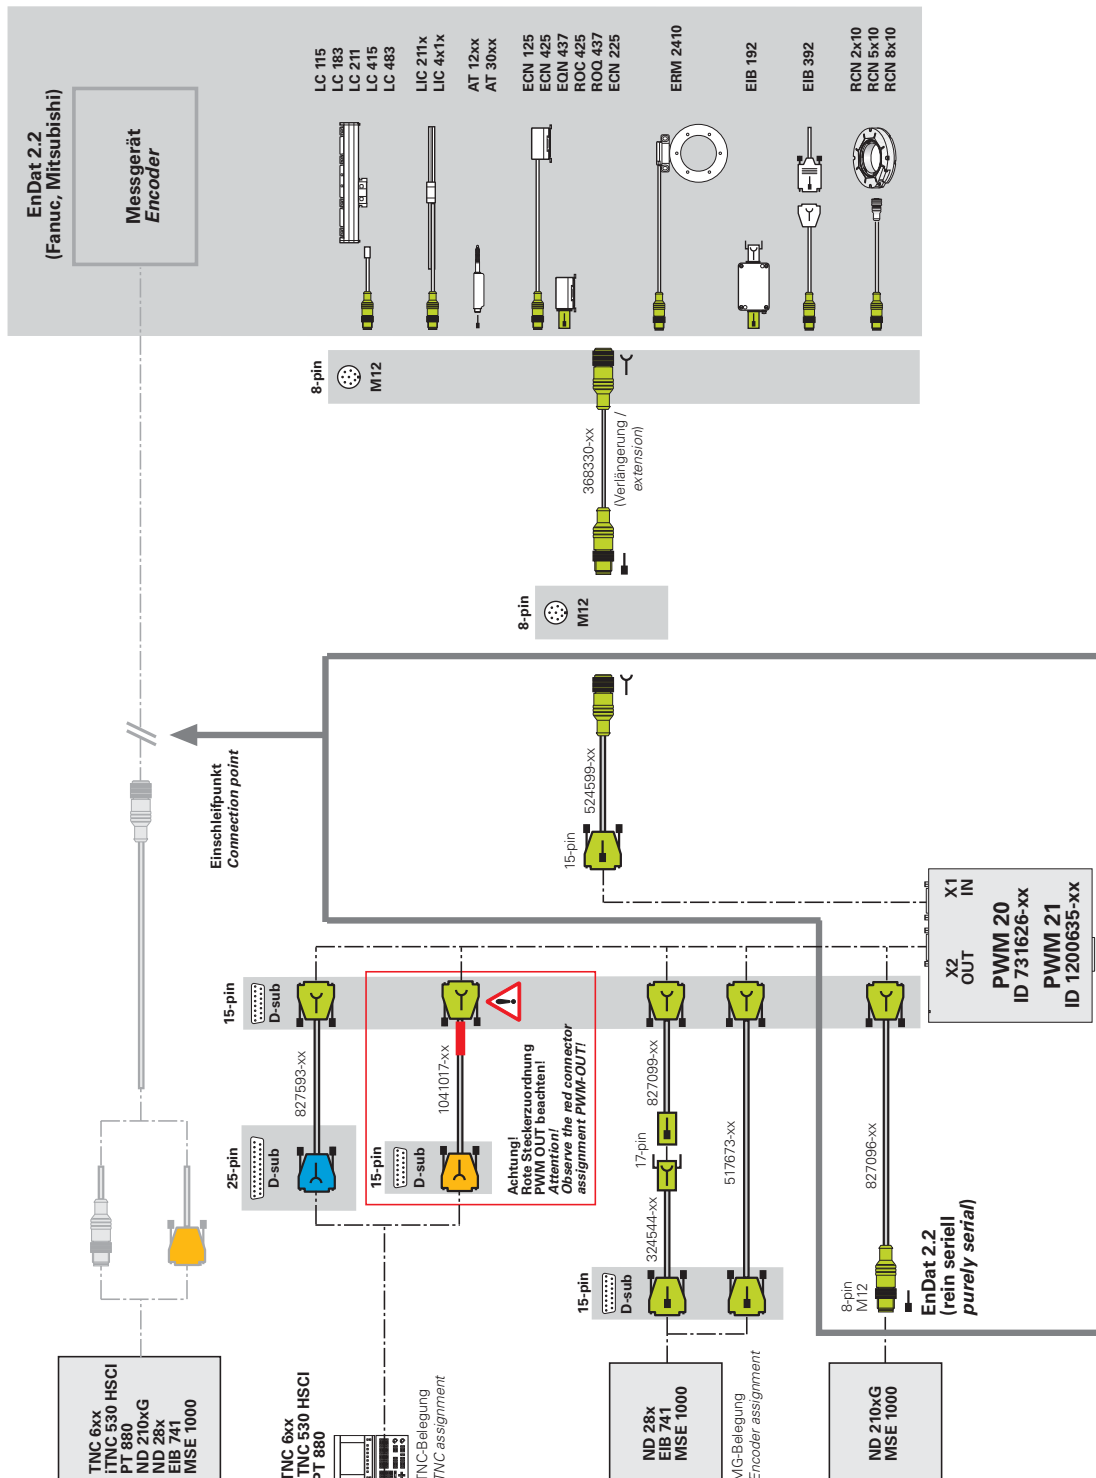 EnDat 2.2
(Fanuc, Mitsubishi)
Messgerät
Encoder
LC 115
LC 183
LC 211
LC 415
LC 483
LIC 211x
LIC 4x1x
AT 12xx
AT 30xx
ECN 125
ECN 425
EQN 437
ROC 425
ROQ 437
ECN 225
ERM 2410
EIB 192
EIB 392
RCN 2x10
RCN 5x10
RCN 8x10
8-pin
M12
368330-xx
(Verlängerung /
extension)
8-pin
M12
Einschleifpunkt
Connection point
15-pin
524599-xx
X1
IN
X2
OUT
PWM 20
ID 731626-xx
PWM 21
ID 1200635-xx
15-pin
D-sub
827593-xx
25-pin
D-sub
1041017-xx
15-pin
D-sub
Achtung!
Rote Steckerzuordnung
PWM OUT beachten!
Attention!
Observe the red connector
assignment PWM-OUT!
827099-xx
17-pin
324544-xx
517673-xx
15-pin
D-sub
827096-xx
8-pin
M12
EnDat 2.2
(rein seriell
purely serial)
TNC 6xx
iTNC 530 HSCI
PT 880
ND 210xG
ND 28x
EIB 741
MSE 1000
TNC 6xx
TNC 530 HSCI
PT 880
TNC-Belegung
TNC assignment
ND 28x
EIB 741
MSE 1000
MG-Belegung
Encoder assignment
ND 210xG
MSE 1000